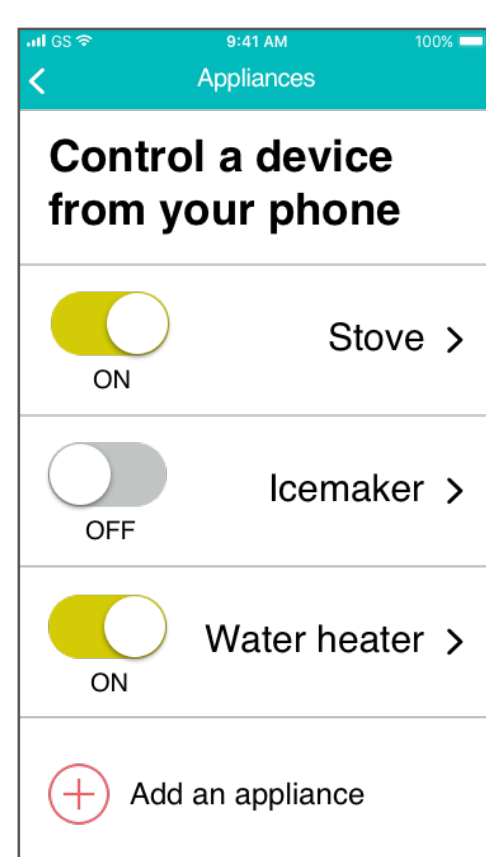 GS 9:41 AM 100%
Appliances
Control a device
from your phone
Stove
ON
Icemaker
OFF
Water heater
ON
Add an appliance